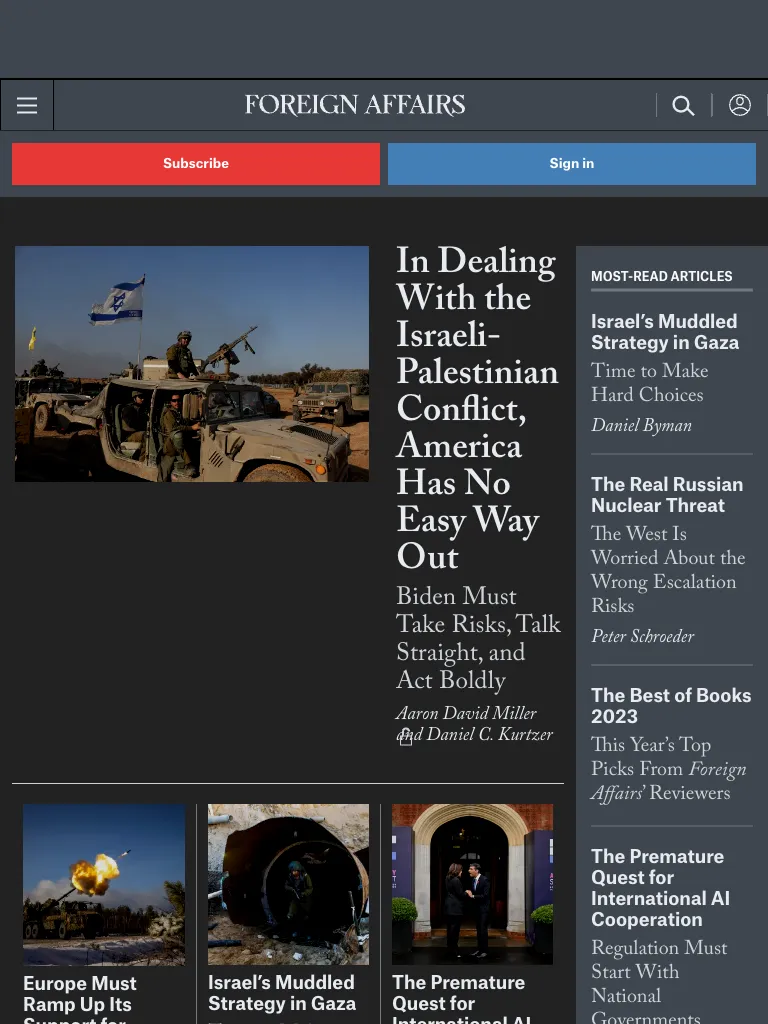 FOREIGN AFFAIRS
Subscribe
Sign in
In Dealing
With the
Israeli-
Palestinian
Conflict,
America
Has No
Easy Way
Out
Biden Must
Take Risks, Talk
Straight, and
Act Boldly
Aaron David Miller
and Daniel C. Kurtzer
MOST-READ ARTICLES
Israel’s Muddled
Strategy in Gaza
Time to Make
Hard Choices
Daniel Byman
The Real Russian
Nuclear Threat
The West Is
Worried About the
Wrong Escalation
Risks
Peter Schroeder
The Best of Books
2023
This Year’s Top
Picks From Foreign
Affairs’ Reviewers
The Premature
Quest for
International AI
Cooperation
Regulation Must
Start With
National
Governments
Europe Must
Ramp Up Its
Support for
Israel’s Muddled
Strategy in Gaza
The Premature
Quest for
International AI